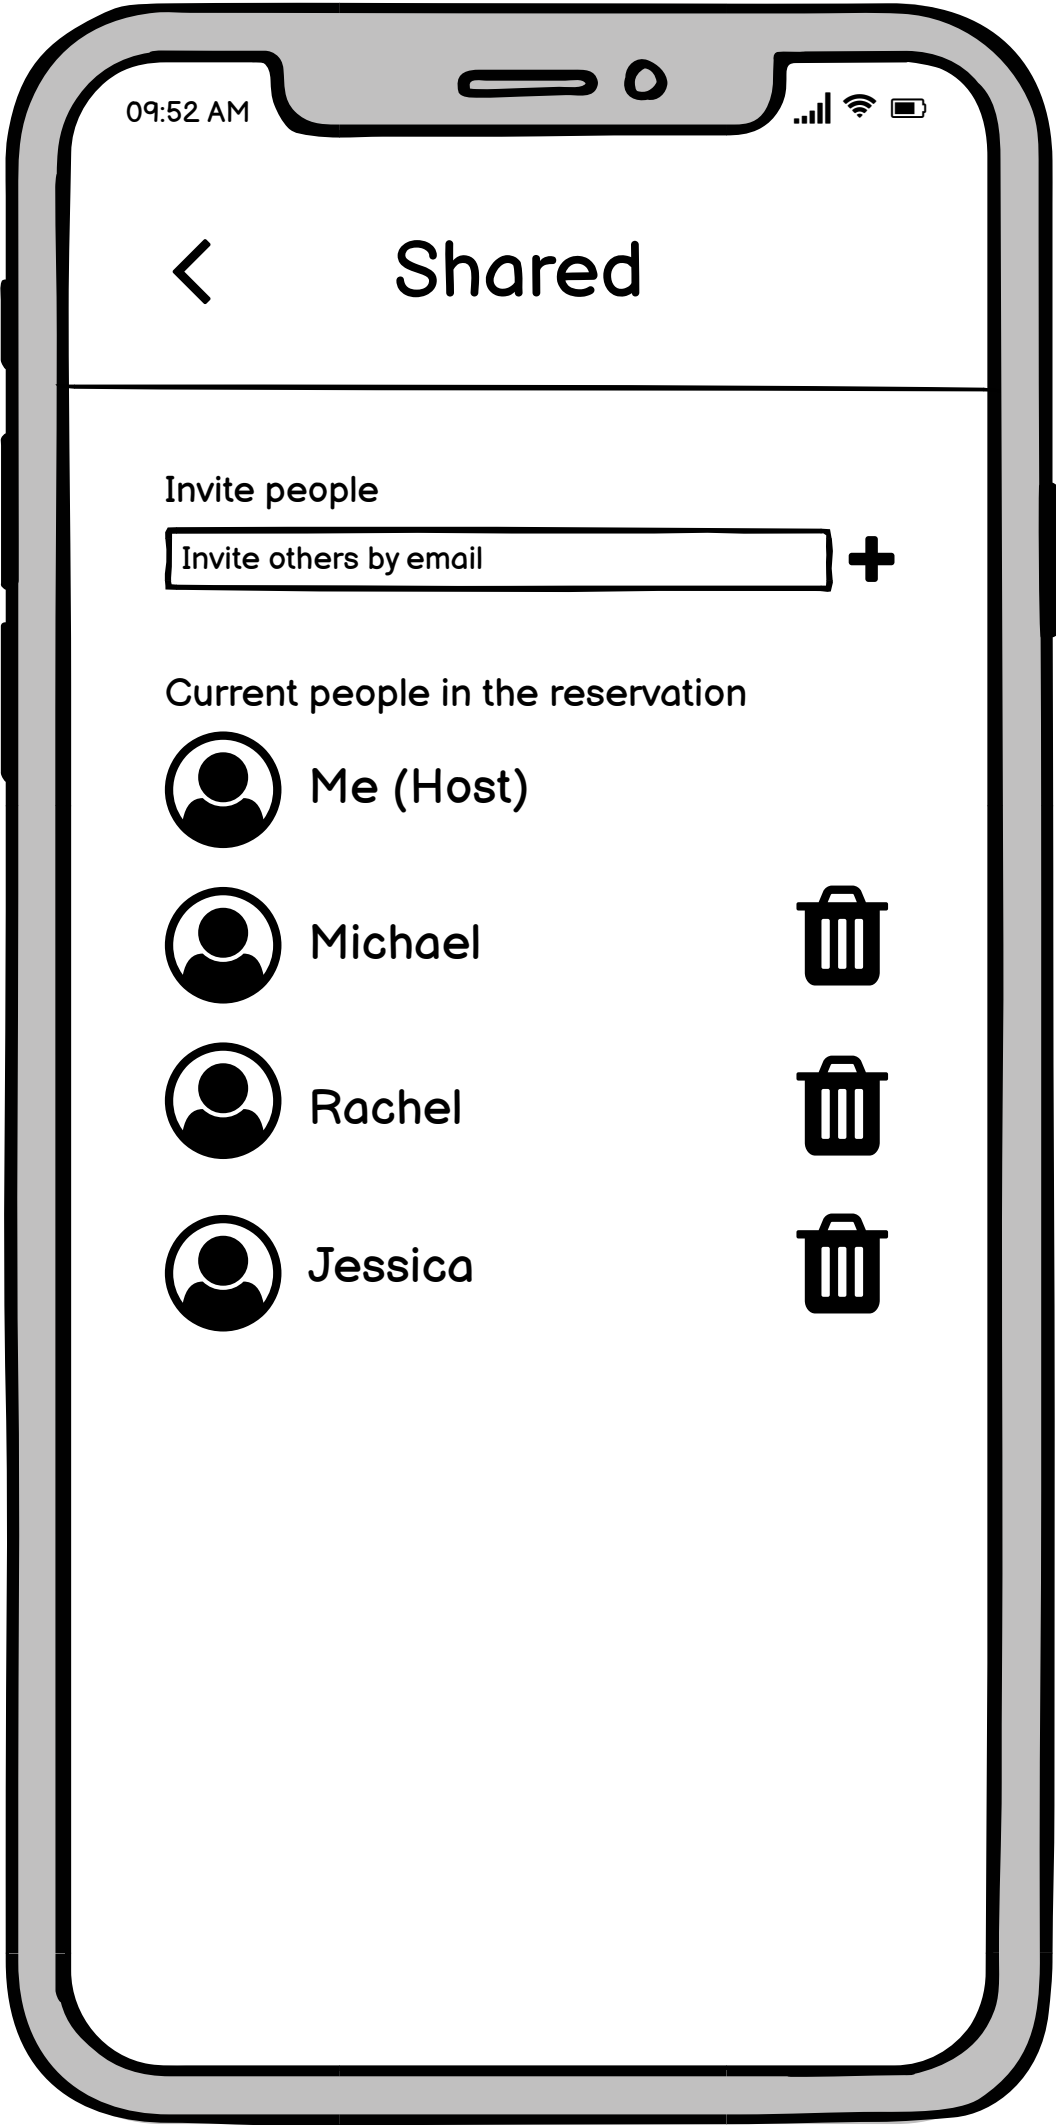 09:52 AM
Shared
Invite people
Invite others by email
Current people in the reservation
Me (Host)
Michael
Rachel
Jessica